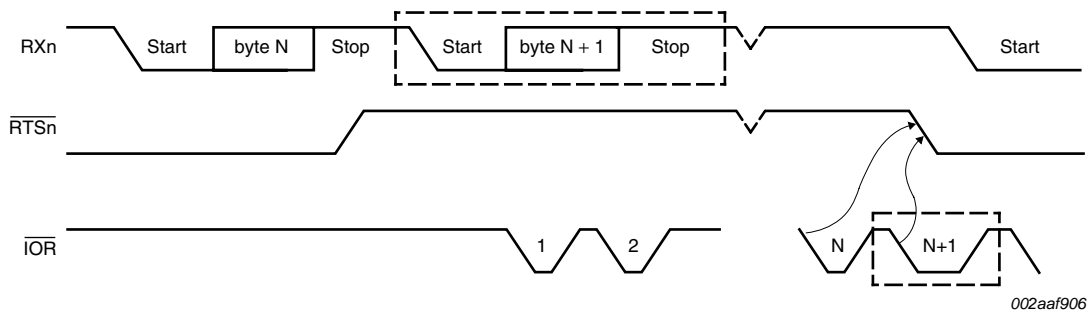 RXn Start byte N Stop Start byte N + 1 Stop Start
RTSn
IOR 1 2 N N+1
002aaf906